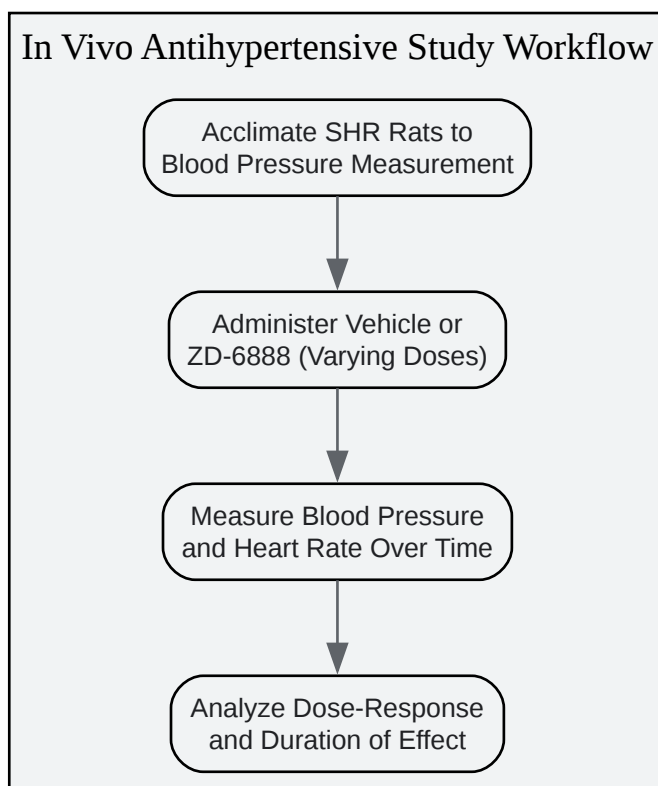 In Vivo Antihypertensive Study Workflow
Acclimate SHR Rats to
Blood Pressure Measurement
Administer Vehicle or
ZD-6888 (Varying Doses)
Measure Blood Pressure
and Heart Rate Over Time
Analyze Dose-Response
and Duration of Effect